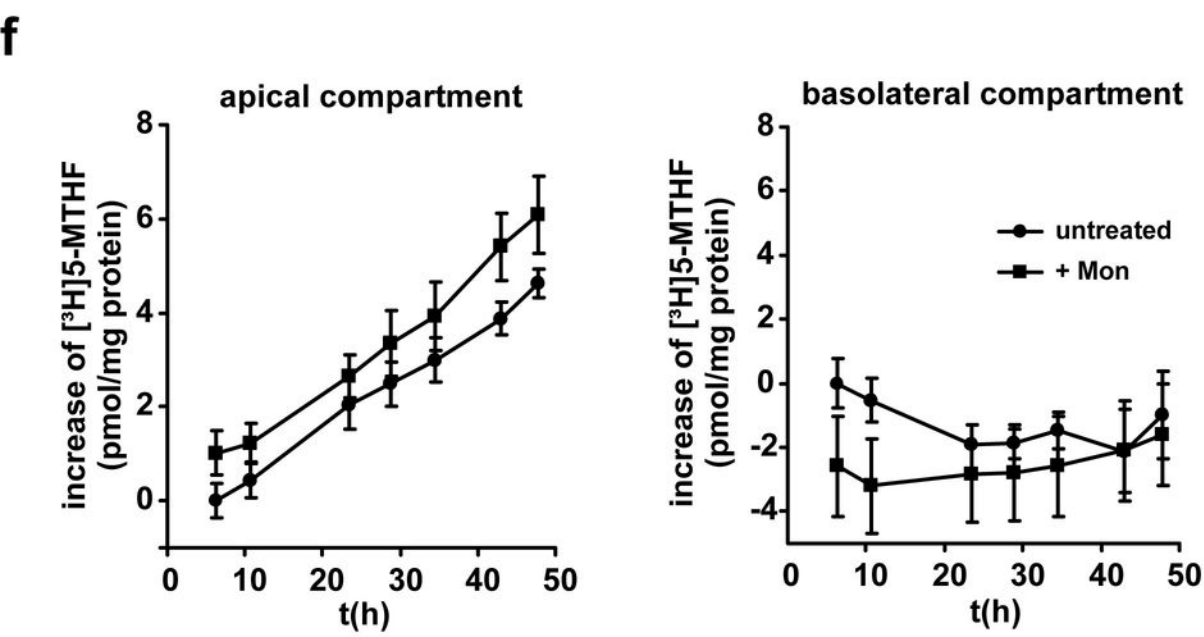 f
apical compartment
increase of [³H]5-MTHF
(pmol/mg protein)
8
6
4
2
0
0 10 20 30 40 50
t(h)
basolateral compartment
increase of [³H]5-MTHF
(pmol/mg protein)
8
6
4
2
0
-2
-4
untreated
+ Mon
0 10 20 30 40 50
t(h)